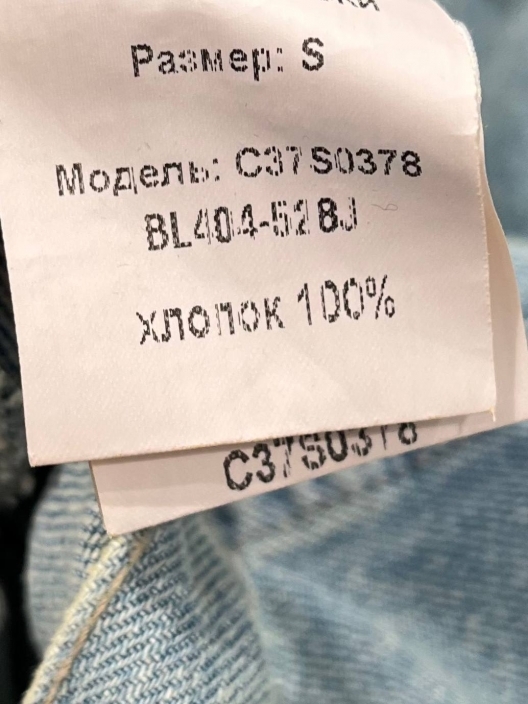 Размер: S
Модель: C37S0378
BL404-528J
хлопок 100%
C37S0378